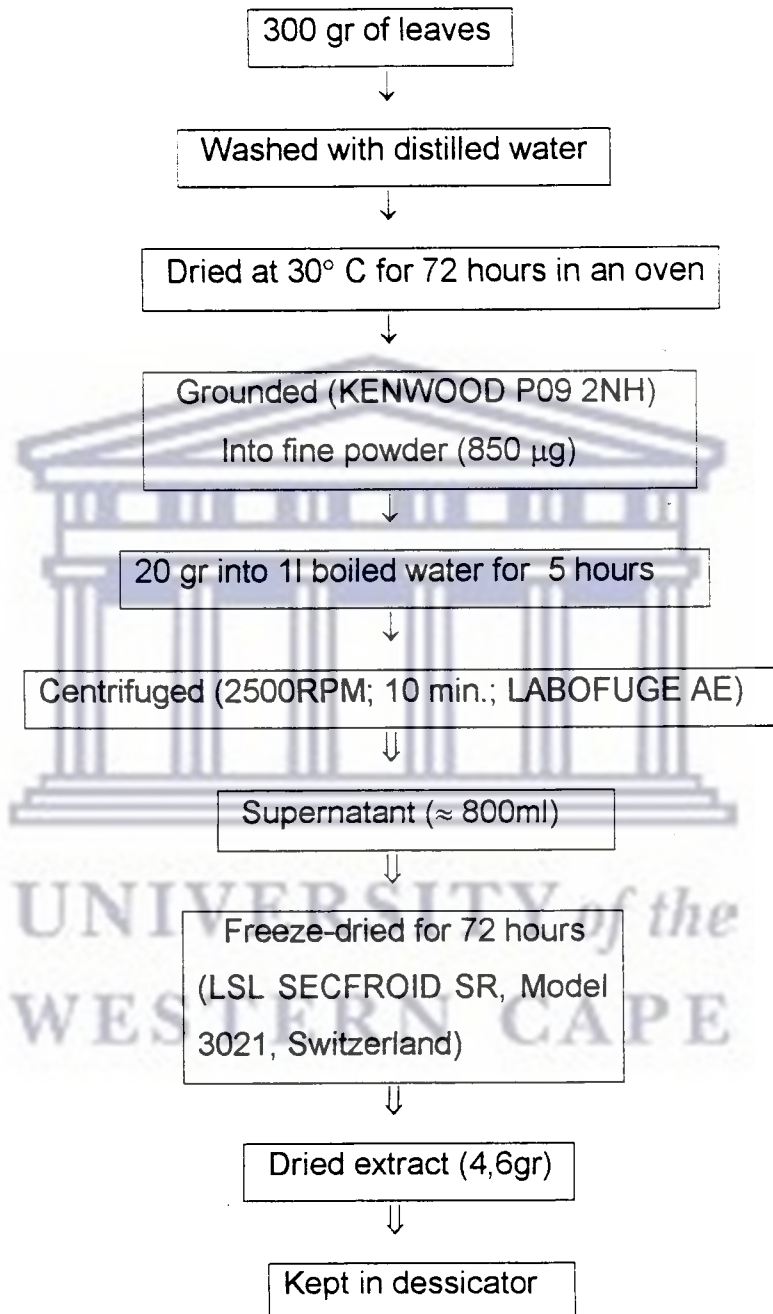 300 gr of leaves
↓
Washed with distilled water
↓
Dried at 30° C for 72 hours in an oven
↓
Grounded (KENWOOD P09 2NH)
Into fine powder (850 µg)
↓
20 gr into 1l boiled water for 5 hours
↓
Centrifuged (2500RPM; 10 min.; LABOFUGE AE)
⇓
Supernatant (≈ 800ml)
⇓
UNIVERSITY of the
Freeze-dried for 72 hours
(LSL SECFROID SR, Model
WESTERN CAPE
3021, Switzerland)
⇓
Dried extract (4,6gr)
⇓
Kept in dessicator